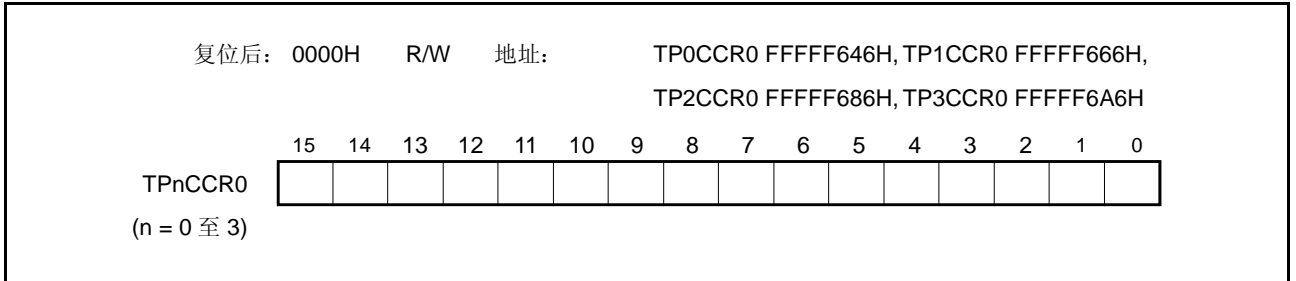 复位后： 0000H R/W 地址： TP0CCR0 FFFFF646H, TP1CCR0 FFFFF666H,
TP2CCR0 FFFFF686H, TP3CCR0 FFFFF6A6H
15 14 13 12 11 10 9 8 7 6 5 4 3 2 1 0
TPnCCR0
(n = 0 至 3)